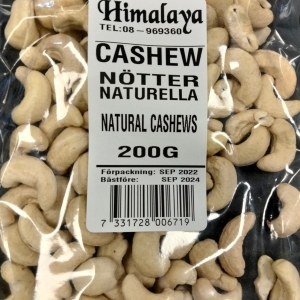 Himalaya
TEL:08-969360
CASHEW
NÖTTER
NATURELLA
NATURAL CASHEWS
200G
Förpackning: SEP 2022
Bästföre: SEP 2024
7 331728 006719